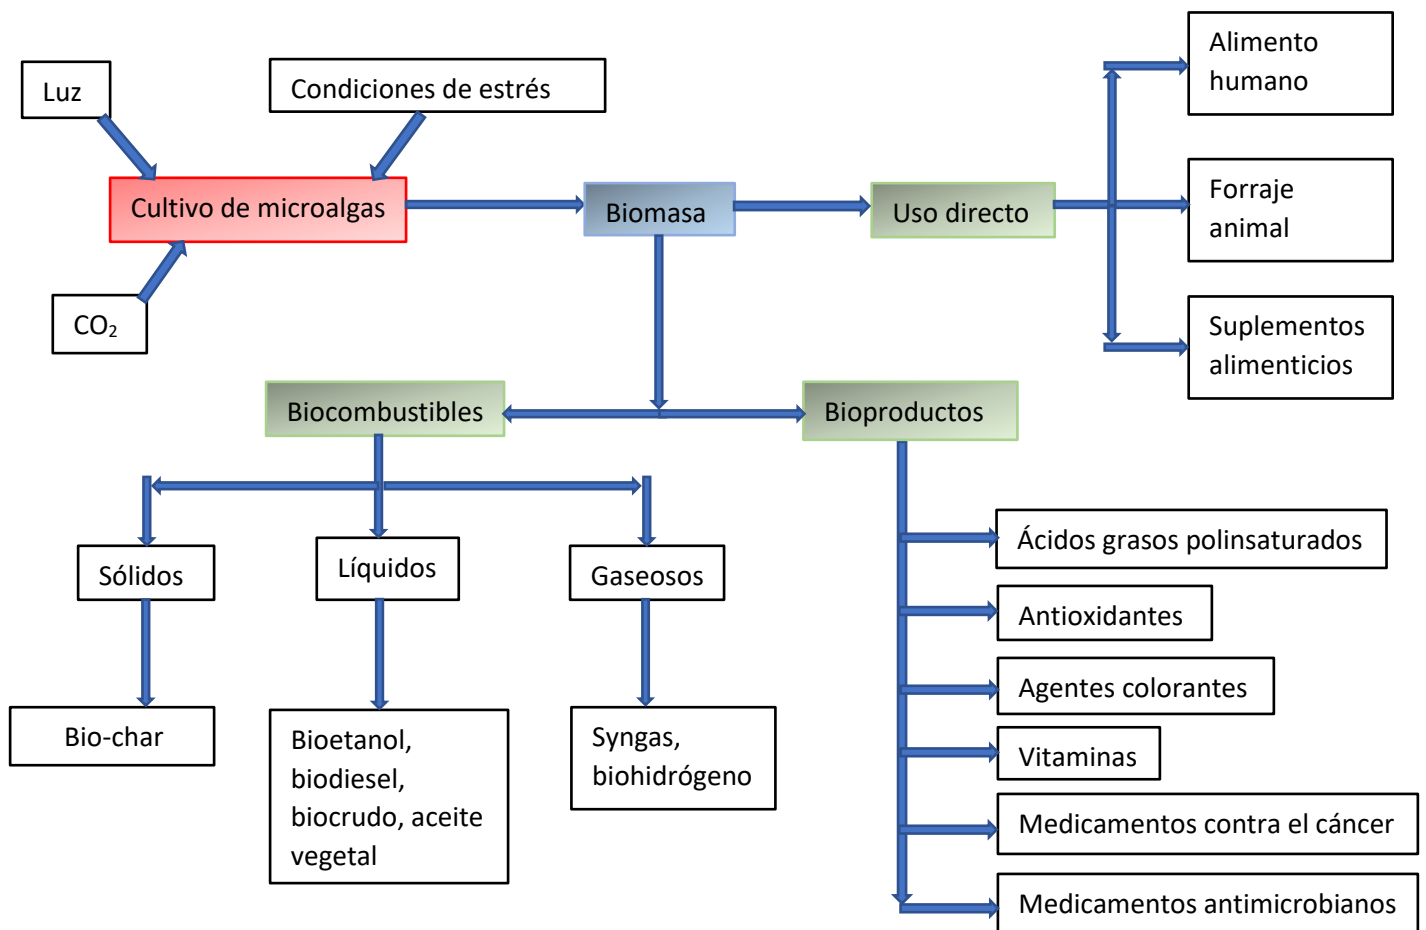 Luz
Condiciones de estrés
Alimento
humano
Cultivo de microalgas
Biomasa
Uso directo
Forraje
animal
CO₂
Suplementos
alimenticios
Biocombustibles
Bioproductos
Sólidos
Líquidos
Gaseosos
Bio-char
Bioetanol,
biodiesel,
biocrudo, aceite
vegetal
Syngas,
biohidrógeno
Ácidos grasos polinsaturados
Antioxidantes
Agentes colorantes
Vitaminas
Medicamentos contra el cáncer
Medicamentos antimicrobianos